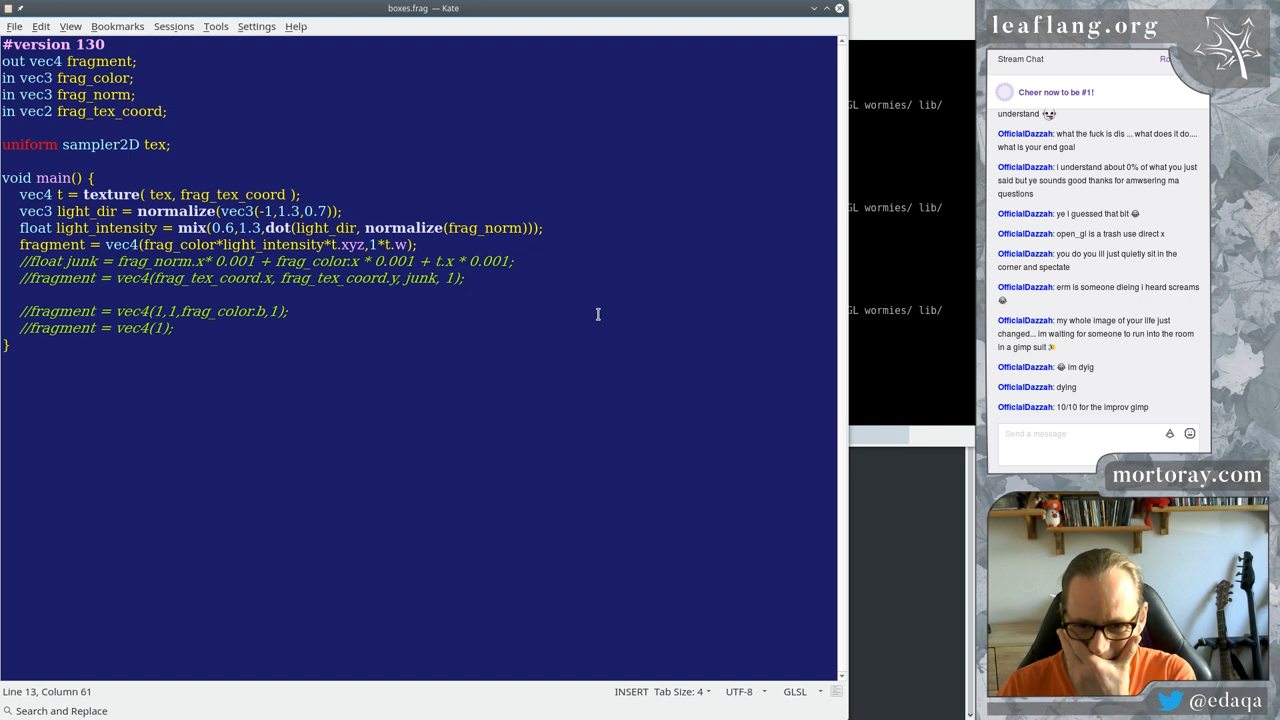 boxes.frag — Kate
File Edit View Bookmarks Sessions Tools Settings Help
#version 130
out vec4 fragment;
in vec3 frag_color;
in vec3 frag_norm;
in vec2 frag_tex_coord;
uniform sampler2D tex;
void main() {
vec4 t = texture( tex, frag_tex_coord );
vec3 light_dir = normalize(vec3(-1,1.3,0.7));
float light_intensity = mix(0.6,1.3,dot(light_dir, normalize(frag_norm)));
fragment = vec4(frag_color*light_intensity*t.xyz,1*t.w);
//float junk = frag_norm.x* 0.001 + frag_color.x * 0.001 + t.x * 0.001;
//fragment = vec4(frag_tex_coord.x, frag_tex_coord.y, junk, 1);
//fragment = vec4(1,1,frag_color.b,1);
//fragment = vec4(1);
}
Line 13, Column 61
INSERT Tab Size: 4 UTF-8 GLSL
Search and Replace
GL wormies/ lib/
GL wormies/ lib/
GL wormies/ lib/
leaflang.org
Stream Chat
Cheer now to be #1!
understand
OfficialDazzah: what the fuck is dis ... what does it do....
what is your end goal
OfficialDazzah: i understand about 0% of what you just
said but ye sounds good thanks for amwsering ma
questions
OfficialDazzah: ye i guessed that bit 😂
OfficialDazzah: open_gl is a trash use direct x
OfficialDazzah: you do you ill just quietly sit in the
corner and spectate
OfficialDazzah: erm is someone dieing i heard screams
😂
OfficialDazzah: my whole image of your life just
changed... im waiting for someone to run into the room
in a gimp suit 🎉
OfficialDazzah: 😂 im dyig
OfficialDazzah: dying
OfficialDazzah: 10/10 for the improv gimp
Send a message
mortoray.com
@edaqa